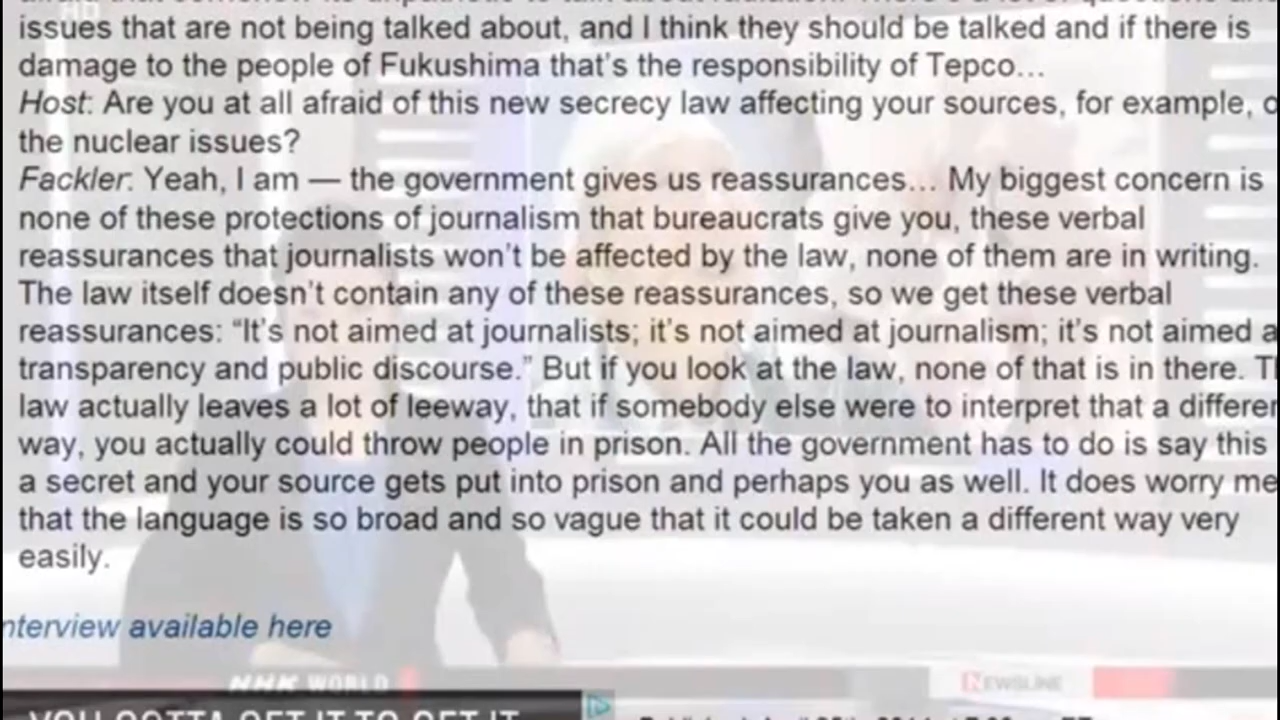 issues that are not being talked about, and I think they should be talked and if there is
damage to the people of Fukushima that's the responsibility of Tepco…
Host: Are you at all afraid of this new secrecy law affecting your sources, for example, o
the nuclear issues?
Fackler: Yeah, I am — the government gives us reassurances… My biggest concern is
none of these protections of journalism that bureaucrats give you, these verbal
reassurances that journalists won't be affected by the law, none of them are in writing.
The law itself doesn't contain any of these reassurances, so we get these verbal
reassurances: “It's not aimed at journalists; it's not aimed at journalism; it's not aimed a
transparency and public discourse.” But if you look at the law, none of that is in there. T
law actually leaves a lot of leeway, that if somebody else were to interpret that a differe
way, you actually could throw people in prison. All the government has to do is say this
a secret and your source gets put into prison and perhaps you as well. It does worry me
that the language is so broad and so vague that it could be taken a different way very
easily.
nterview available here
NHK WORLD
NEWSLINE
YOU GOTTA GET IT TO GET IT